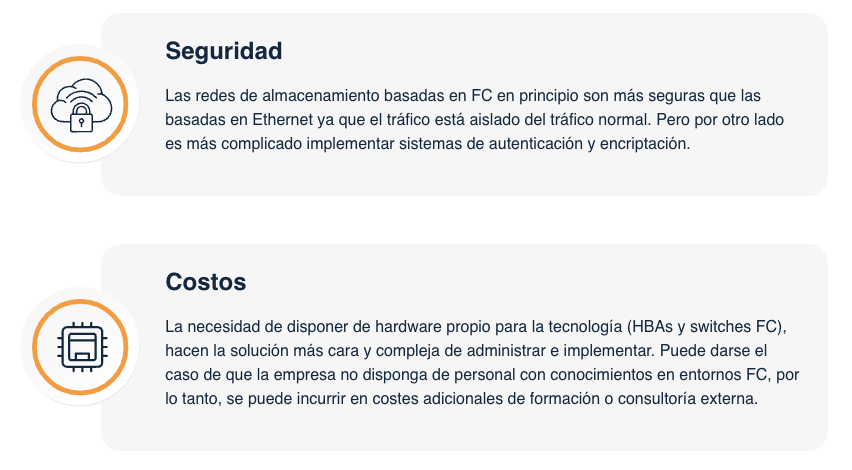 Seguridad
Las redes de almacenamiento basadas en FC en principio son más seguras que las
basadas en Ethernet ya que el tráfico está aislado del tráfico normal. Pero por otro lado
es más complicado implementar sistemas de autenticación y encriptación.
Costos
La necesidad de disponer de hardware propio para la tecnología (HBAs y switches FC),
hacen la solución más cara y compleja de administrar e implementar. Puede darse el
caso de que la empresa no disponga de personal con conocimientos en entornos FC, por
lo tanto, se puede incurrir en costes adicionales de formación o consultoría externa.